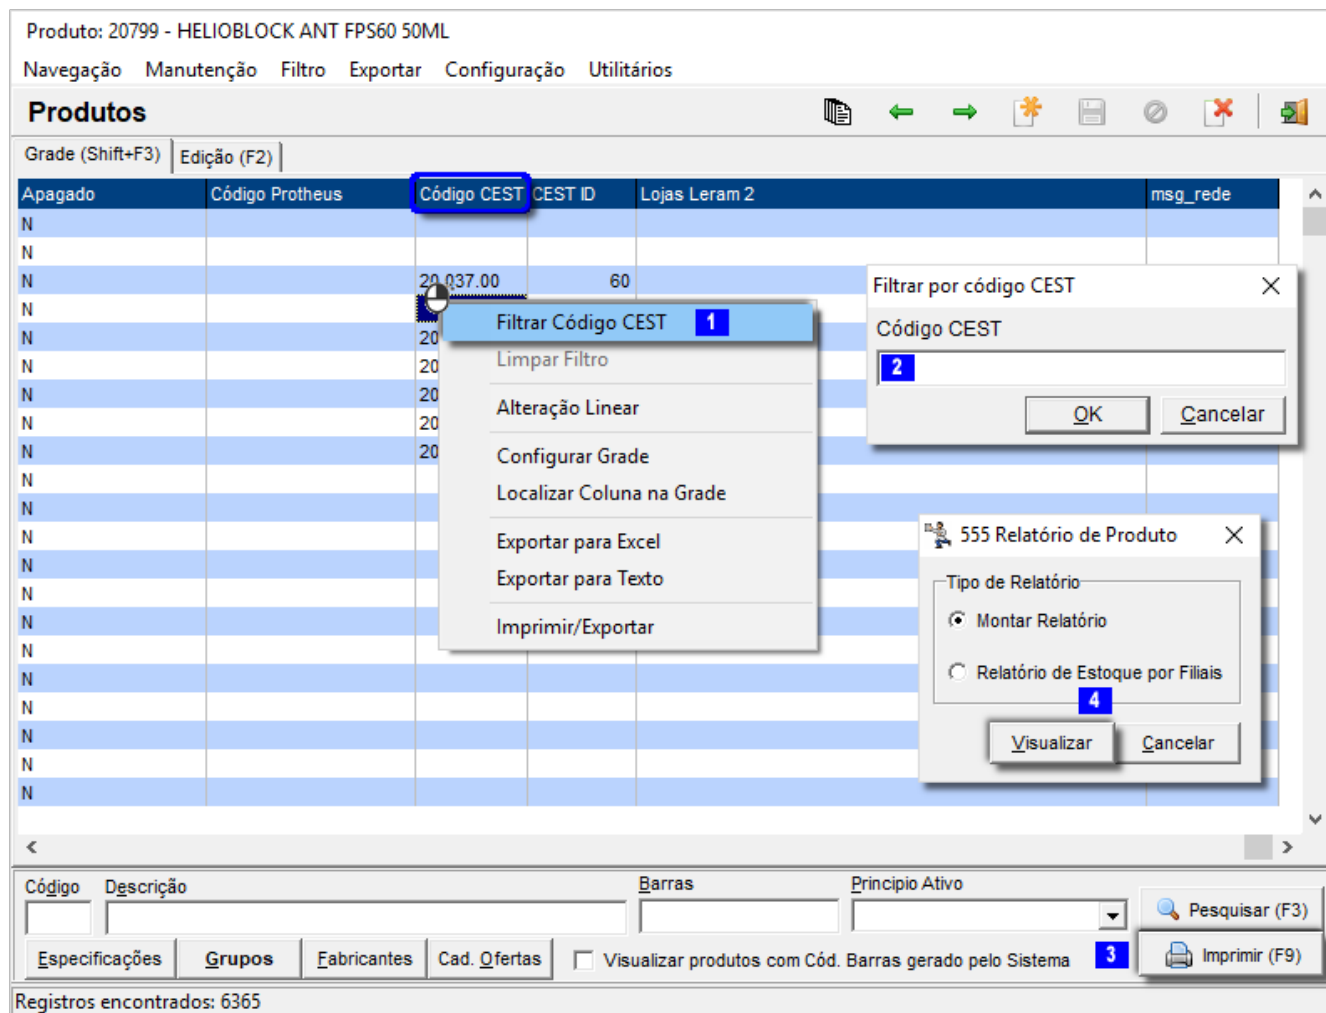 Produto: 20799 - HELIOBLOCK ANT FPS60 50ML
Navegação Manutenção Filtro Exportar Configuração Utilitários
Produtos
Grade (Shift+F3) Edição (F2)
Apagado Código Protheus Código CEST CEST ID Lojas Leram 2 msg_rede
N
N
N 20.037.00 60
N
N 20
N 20
N 20
N 20
N 20
N
N
N
N
N
N
N
N
N
N
N
N
Filtrar Código CEST 1
Limpar Filtro
Alteração Linear
Configurar Grade
Localizar Coluna na Grade
Exportar para Excel
Exportar para Texto
Imprimir/Exportar
Filtrar por código CEST
Código CEST
2
OK Cancelar
555 Relatório de Produto
Tipo de Relatório
Montar Relatório
Relatório de Estoque por Filiais
4
Visualizar Cancelar
Código Descrição Barras Principio Ativo
Pesquisar (F3)
Especificações Grupos Fabricantes Cad. Ofertas Visualizar produtos com Cód. Barras gerado pelo Sistema 3 Imprimir (F9)
Registros encontrados: 6365